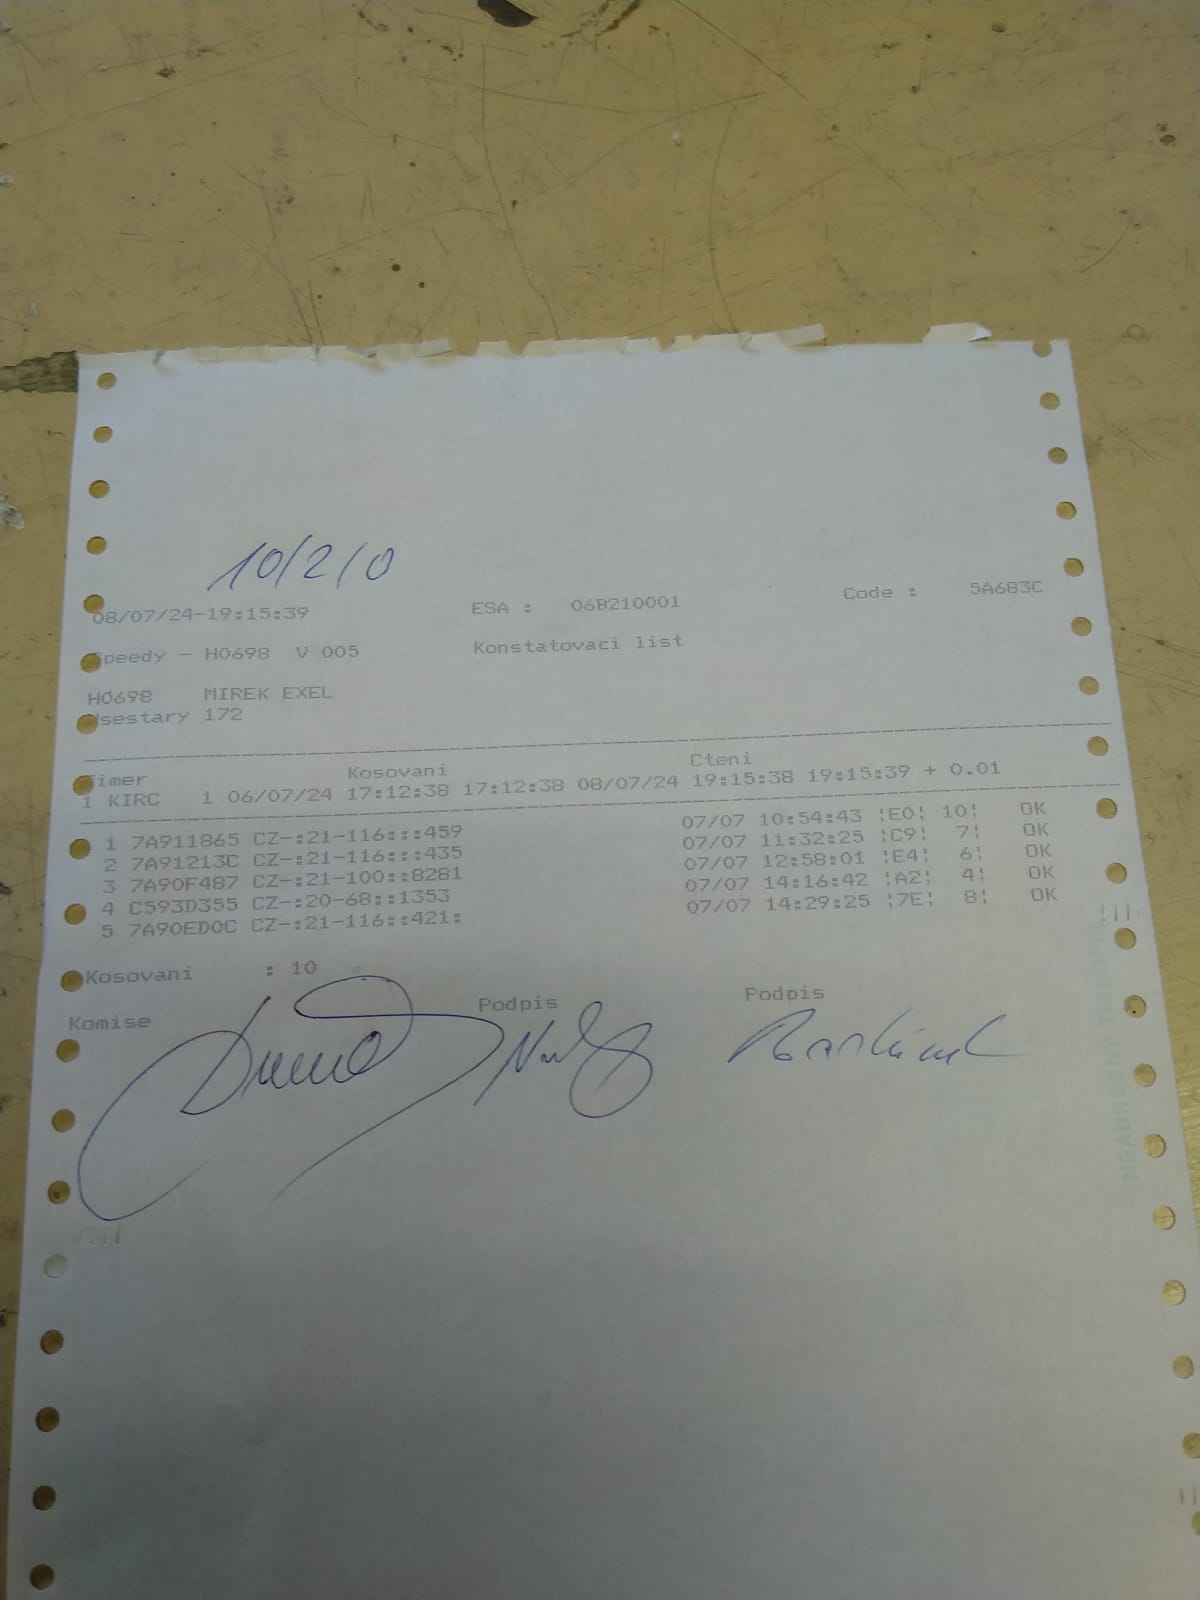 10/2/0
08/07/24-19:15:39 ESA : 06B210001 Code : 5A683C
Speedy - H0698 V 005 Konstatovaci list
H0698 MIREK EXEL
Vsestary 172
Timer Kosovani Cteni
1 KIRC 1 06/07/24 17:12:38 17:12:38 08/07/24 19:15:38 19:15:39 + 0.01
1 7A911865 CZ-:21-116:::459 07/07 10:54:43 ¦E0¦ 10¦ OK
2 7A91213C CZ-:21-116:::435 07/07 11:32:25 ¦C9¦ 7¦ OK
3 7A90F487 CZ-:21-100::8281 07/07 12:58:01 ¦E4¦ 6¦ OK
4 C593D355 CZ-:20-68::1353 07/07 14:16:42 ¦A2¦ 4¦ OK
5 7A90ED0C CZ-:21-116::421: 07/07 14:29:25 ¦7E¦ 8¦ OK
Kosovani : 10
Komise Podpis Podpis